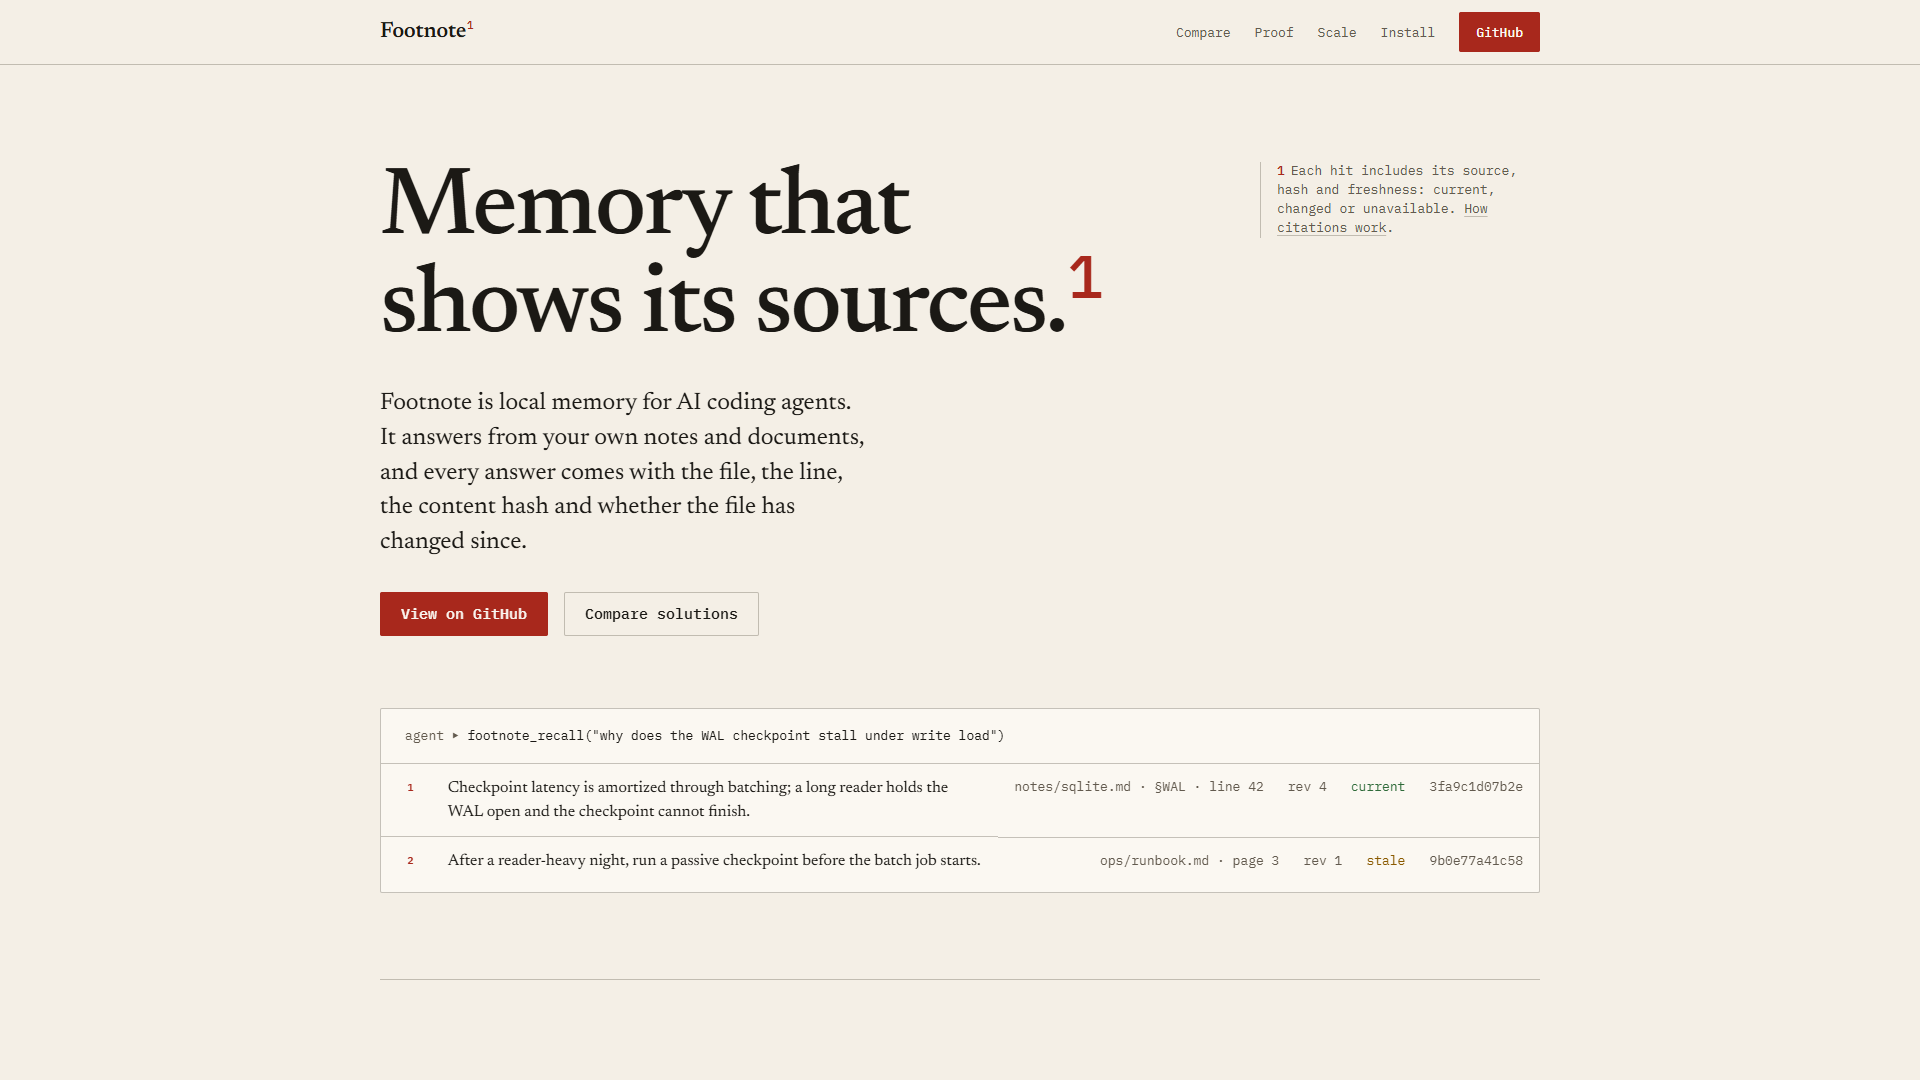 Footnote1
Compare Proof Scale Install GitHub
Memory that
shows its sources.1
1 Each hit includes its source,
hash and freshness: current,
changed or unavailable. How
citations work.
Footnote is local memory for AI coding agents.
It answers from your own notes and documents,
and every answer comes with the file, the line,
the content hash and whether the file has
changed since.
View on GitHub Compare solutions
agent ▸ footnote_recall("why does the WAL checkpoint stall under write load")
1 Checkpoint latency is amortized through batching; a long reader holds the notes/sqlite.md · §WAL · line 42 rev 4 current 3fa9c1d07b2e
WAL open and the checkpoint cannot finish.
2 After a reader-heavy night, run a passive checkpoint before the batch job starts. ops/runbook.md · page 3 rev 1 stale 9b0e77a41c58